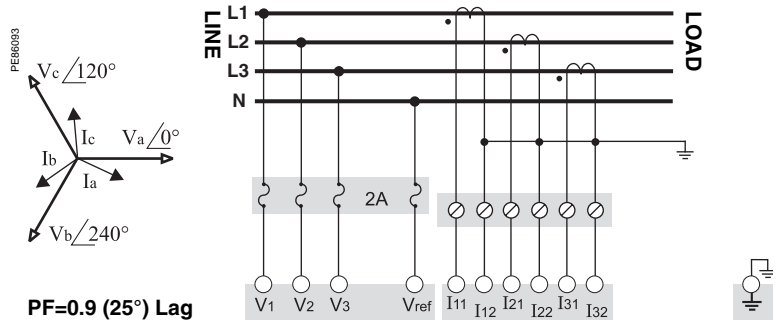 PE86093
LINE
LOAD
L1
L2
L3
N
Vc ∠120°
Va ∠0°
Vb ∠240°
Ic
Ib
Ia
2A
V1 V2 V3 Vref I11 I12 I21 I22 I31 I32
PF=0.9 (25°) Lag